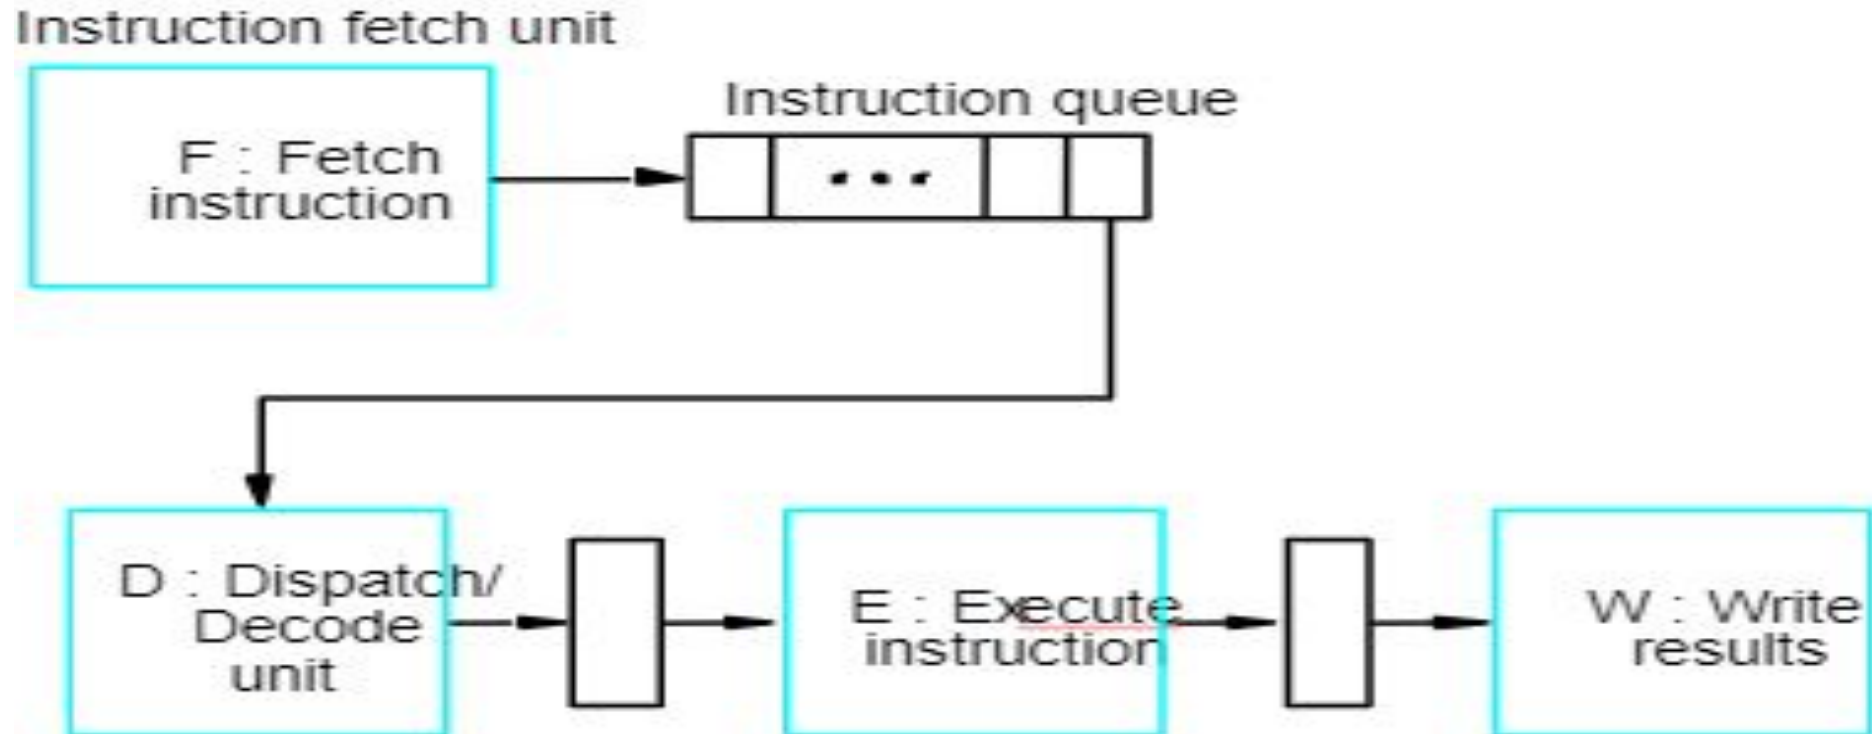 Instruction fetch unit
Instruction queue
F : Fetch
instruction
D : Dispatch/
Decode
unit
E : Execute
instruction
W : Write
results